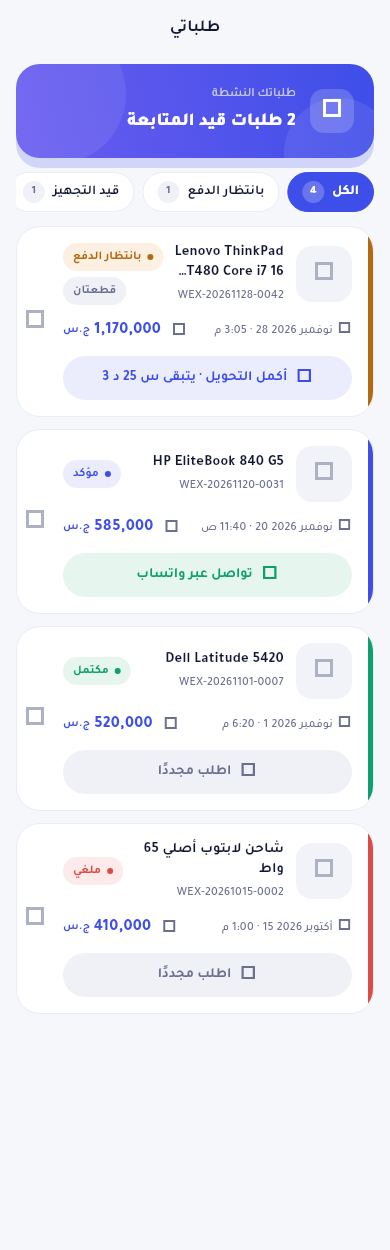 طلباتي
طلباتك النشطة
2 طلبات قيد المتابعة
الكل 4
بانتظار الدفع 1
قيد التجهيز 1
Lenovo ThinkPad
T480 Core i7 16…
WEX-20261128-0042
بانتظار الدفع
قطعتان
28 نوفمبر 2026 · 3:05 م
1,170,000 ج.س
أكمل التحويل · يتبقى 3 د 25 س
HP EliteBook 840 G5
WEX-20261120-0031
مؤكد
20 نوفمبر 2026 · 11:40 ص
585,000 ج.س
تواصل عبر واتساب
Dell Latitude 5420
WEX-20261101-0007
مكتمل
1 نوفمبر 2026 · 6:20 م
520,000 ج.س
اطلب مجددًا
شاحن لابتوب أصلي 65
واط
WEX-20261015-0002
ملغي
15 أكتوبر 2026 · 1:00 م
410,000 ج.س
اطلب مجددًا